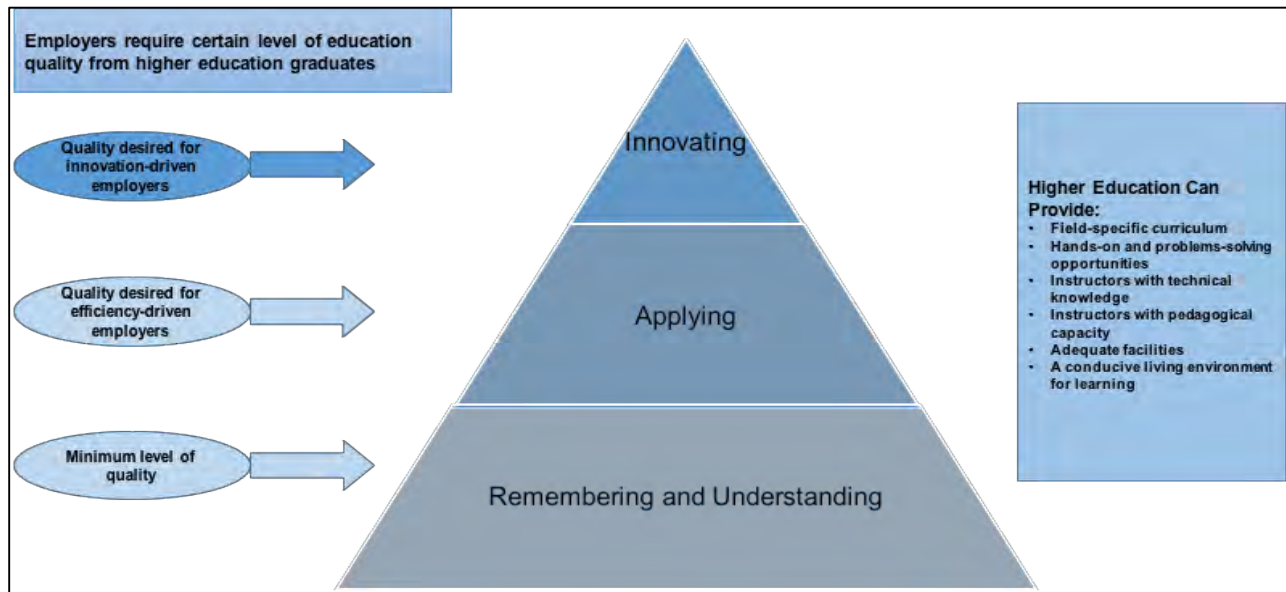 Employers require certain level of education
quality from higher education graduates
Quality desired for
innovation-driven
employers
Quality desired for
efficiency-driven
employers
Minimum level of
quality
Innovating
Applying
Remembering and Understanding
Higher Education Can
Provide:
• Field-specific curriculum
• Hands-on and problems-solving
opportunities
• Instructors with technical
knowledge
• Instructors with pedagogical
capacity
• Adequate facilities
• A conducive living environment
for learning